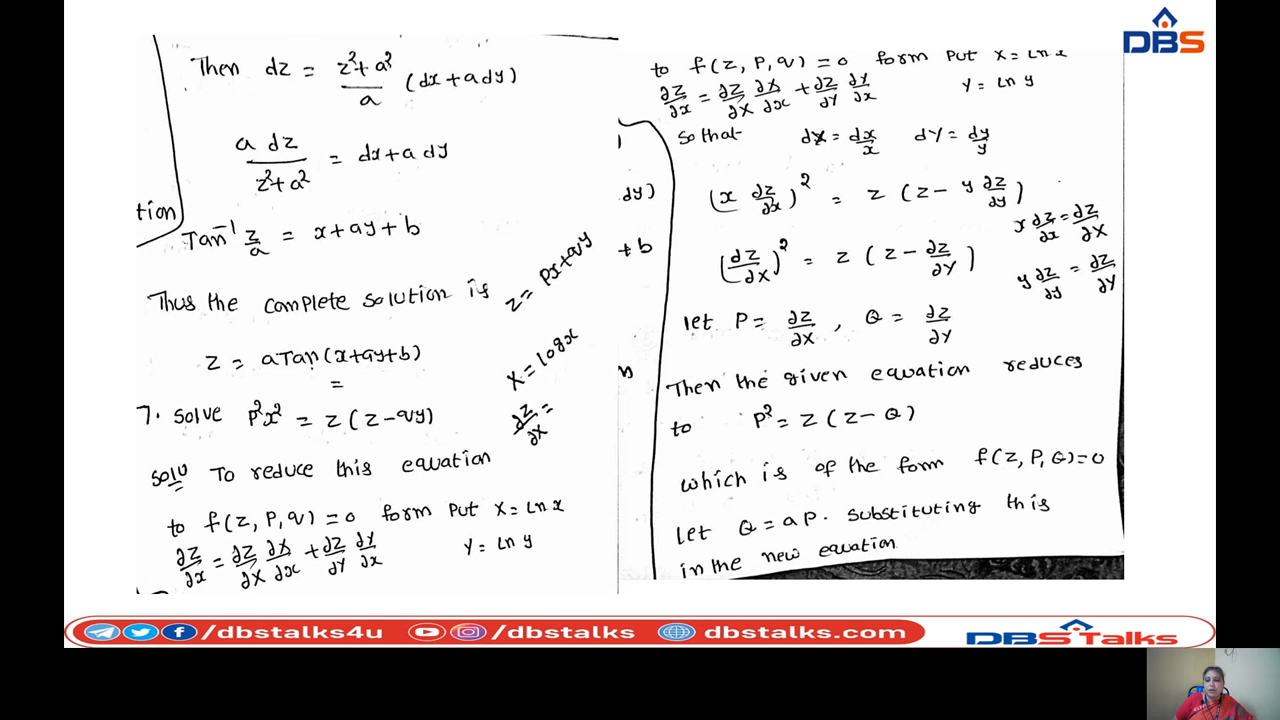 DBS
Then dz = z²+a²/a (dx+a dy)
a dz/z²+a² = dx+a dy
tion
Tan⁻¹ z/a = x+ay+b
Thus the complete solution is
z = px+qy
z = aTan(x+ay+b)
=
X = logx
∂z/∂x =
7. Solve p²x² = z(z-qy)
Solu To reduce this equation
to f(z,p,q)=0 form put X=Ln x
∂z/∂x = ∂z/∂X ∂X/∂x + ∂z/∂Y ∂Y/∂x
Y = Ln y
to f(z,p,q)=0 form put X=Ln x
∂z/∂x = ∂z/∂X ∂X/∂x + ∂z/∂Y ∂Y/∂x
Y = Ln y
So that dX = dx/x dY = dy/y
dy)
(x ∂z/∂x)² = z(z - y ∂z/∂y)
x ∂z/∂x = ∂z/∂X
+ b
(∂z/∂X)² = z(z - ∂z/∂Y)
y ∂z/∂y = ∂z/∂Y
let P = ∂z/∂X, Q = ∂z/∂Y
Then the given equation reduces
to P² = z(z-Q)
which is of the form f(z,P,Q)=0
Let Q = aP. substituting this
in the new equation
/dbstalks4u /dbstalks dbstalks.com
DBS Talks